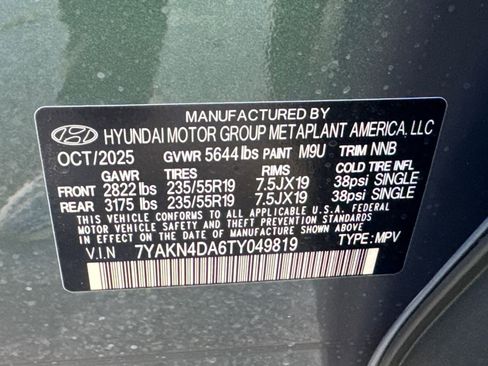 MANUFACTURED BY
HYUNDAI MOTOR GROUP METAPLANT AMERICA, LLC
OCT/2025 GVWR 5644 lbs PAINT M9U TRIM NNB
GAWR TIRES RIMS COLD TIRE INFL
FRONT 2822 lbs 235/55R19 7.5JX19 38psi SINGLE
REAR 3175 lbs 235/55R19 7.5JX19 38psi SINGLE
THIS VEHICLE CONFORMS TO ALL APPLICABLE U.S.A. FEDERAL
MOTOR VEHICLE SAFETY AND THEFT PREVENTION STANDARDS
IN EFFECT ON THE DATE OF MANUFACTURE SHOWN ABOVE
V.I.N 7YAKN4DA6TY049819 TYPE : MPV